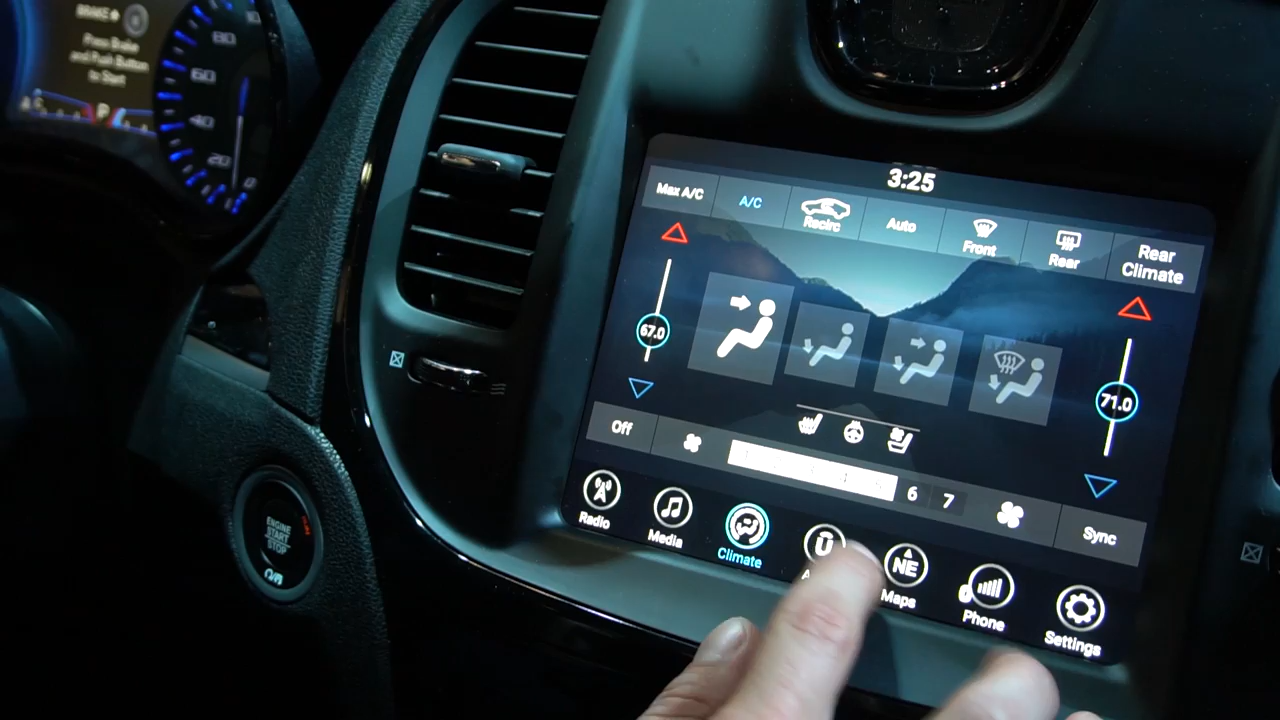 BRAKE
Press Brake
and Push Button
to Start
80
60
40
20
0
C
P
3:25
Max A/C
A/C
Recirc
Auto
Front
Rear
Rear
Climate
67.0
71.0
Off
6
7
Sync
Radio
Media
Climate
A
NE
Maps
Phone
Settings
ENGINE
START
STOP